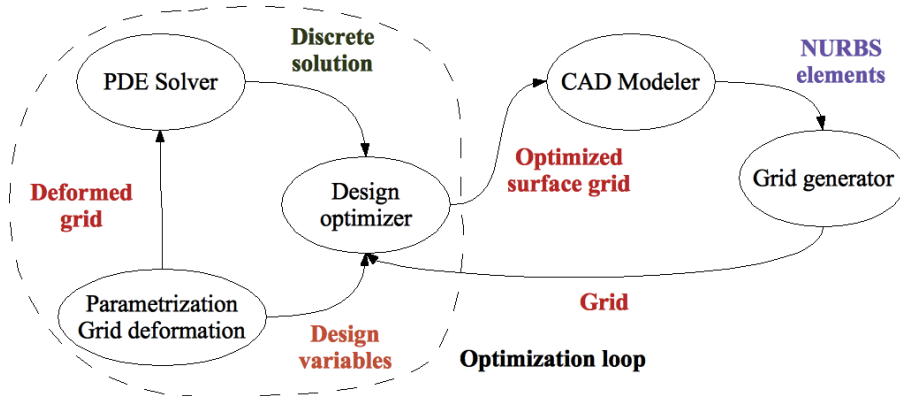 Discrete
solution
NURBS
elements
PDE Solver
CAD Modeler
Deformed
grid
Design
optimizer
Optimized
surface grid
Grid generator
Parametrization
Grid deformation
Design
variables
Grid
Optimization loop